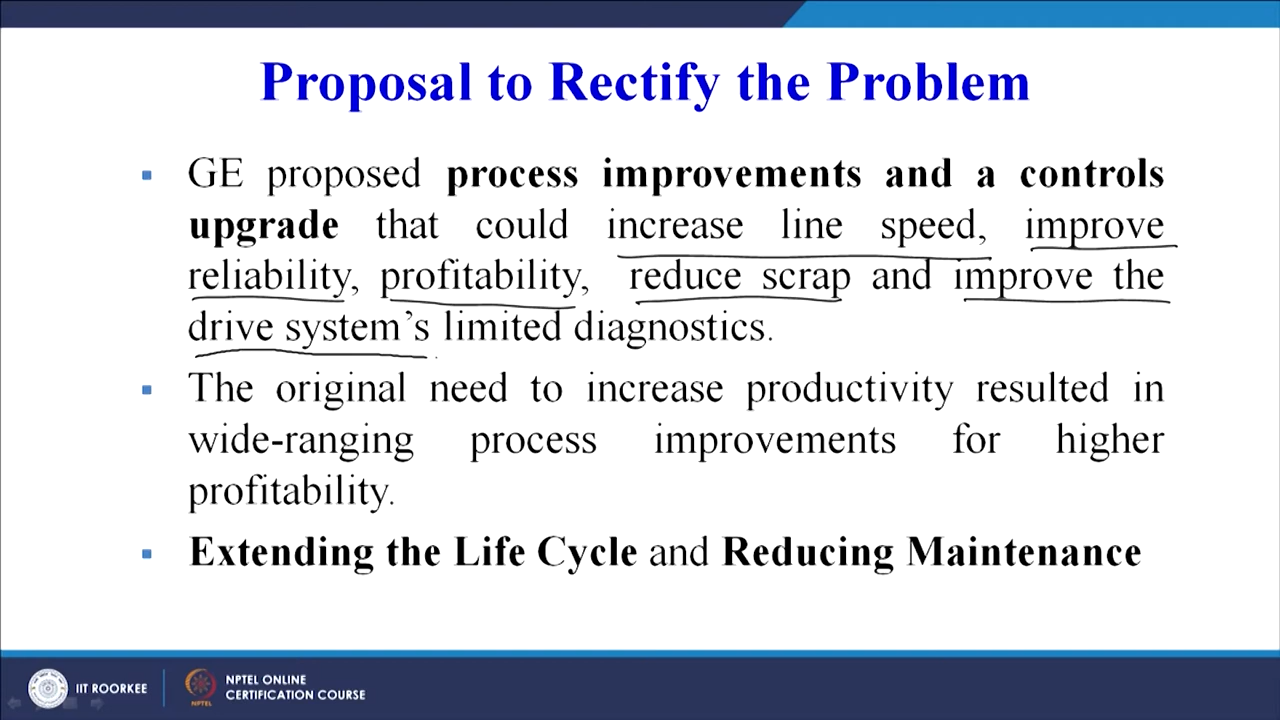 Proposal to Rectify the Problem
▪ GE proposed process improvements and a controls
upgrade that could increase line speed, improve
reliability, profitability, reduce scrap and improve the
drive system’s limited diagnostics.
▪ The original need to increase productivity resulted in
wide-ranging process improvements for higher
profitability.
▪ Extending the Life Cycle and Reducing Maintenance
IIT ROORKEE
NPTEL
NPTEL ONLINE
CERTIFICATION COURSE